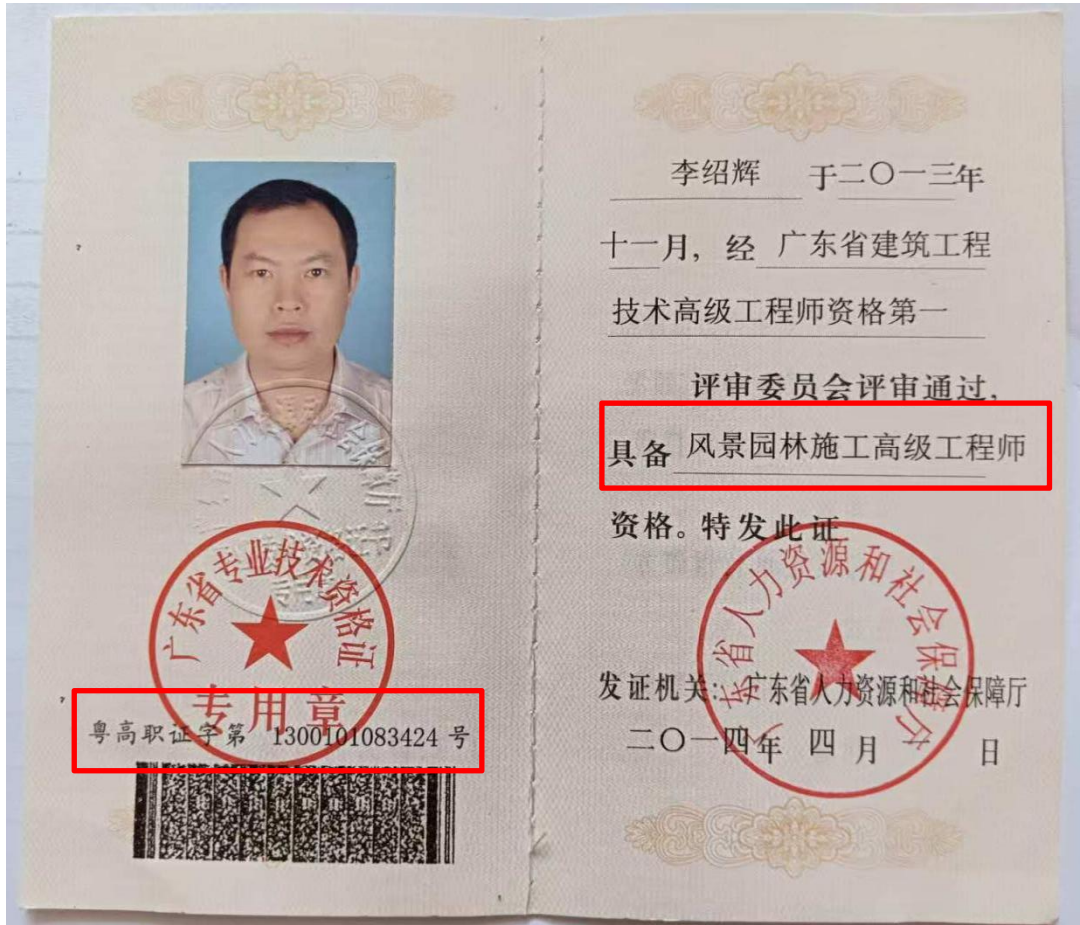 广东省专业技术资格证
专用章
粤高职证字第 1300101083424 号
李绍辉 于二〇一三年
十一月，经 广东省建筑工程
技术高级工程师资格第一
评审委员会评审通过，
具备 风景园林施工高级工程师
资格。特发此证
广东省人力资源和社会保障厅
发证机关：广东省人力资源和社会保障厅
二〇一四年 四月 日